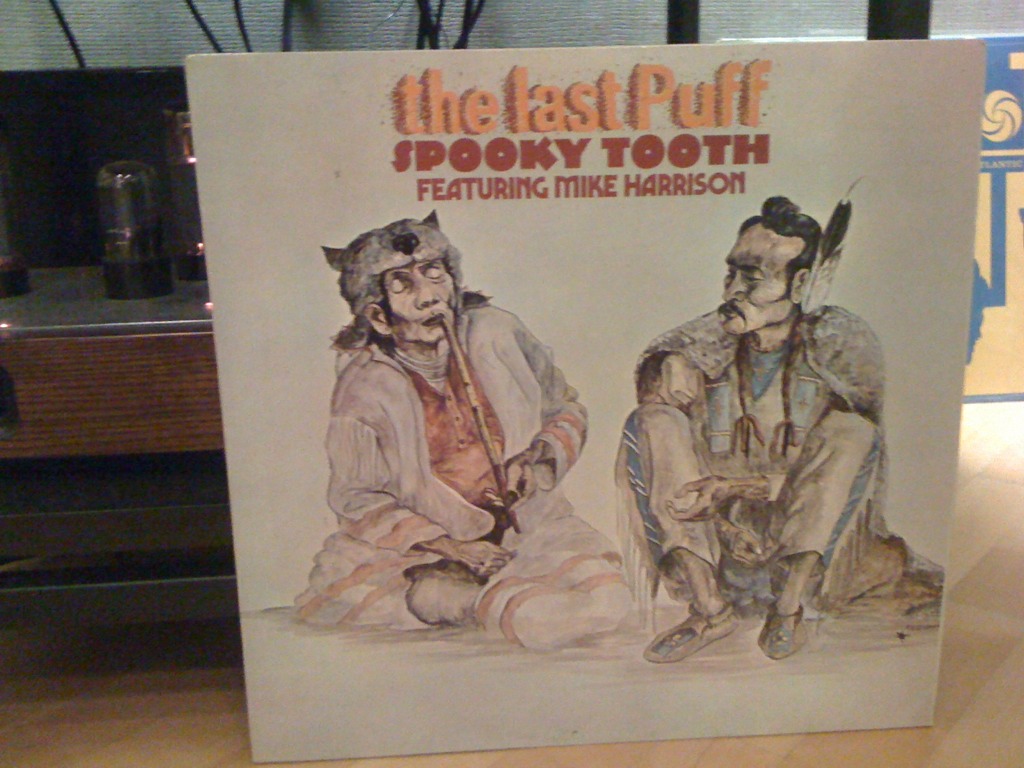 the last Puff
SPOOKY TOOTH
FEATURING MIKE HARRISON